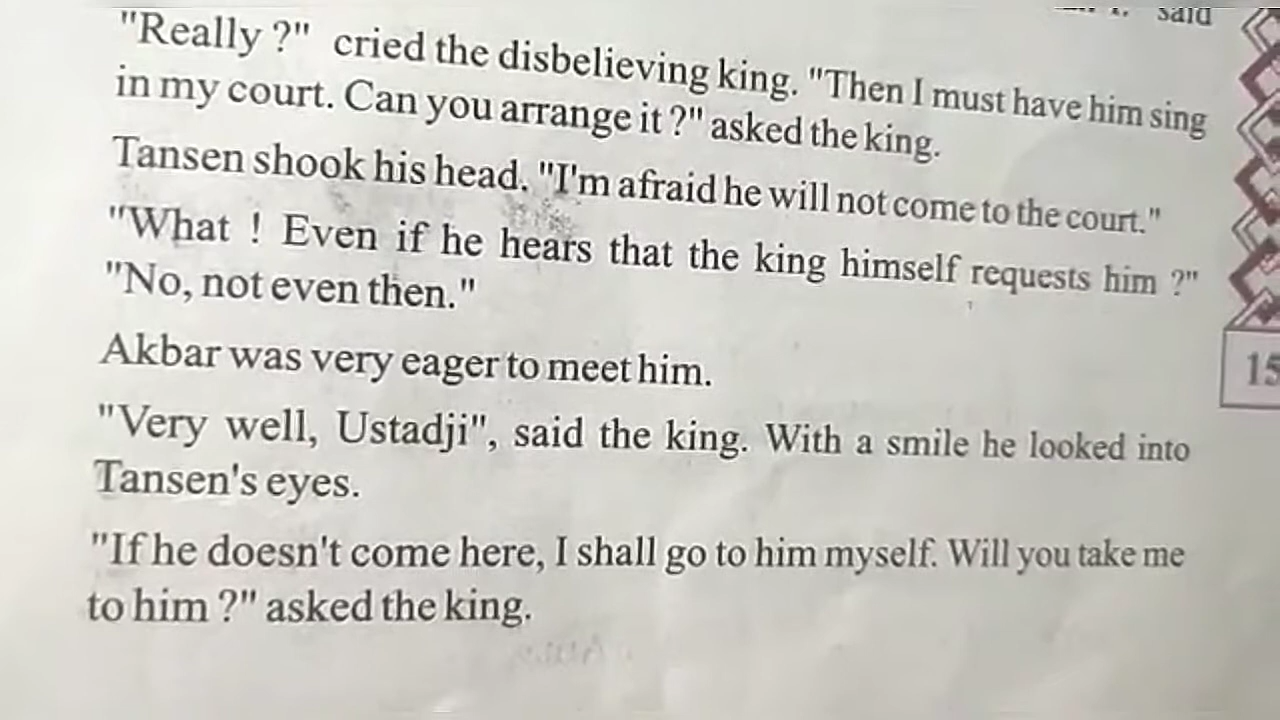 said
"Really ?" cried the disbelieving king. "Then I must have him sing
in my court. Can you arrange it ?" asked the king.
Tansen shook his head. "I'm afraid he will not come to the court."
"What ! Even if he hears that the king himself requests him ?"
"No, not even then."
Akbar was very eager to meet him.
"Very well, Ustadji", said the king. With a smile he looked into
Tansen's eyes.
"If he doesn't come here, I shall go to him myself. Will you take me
to him ?" asked the king.
15